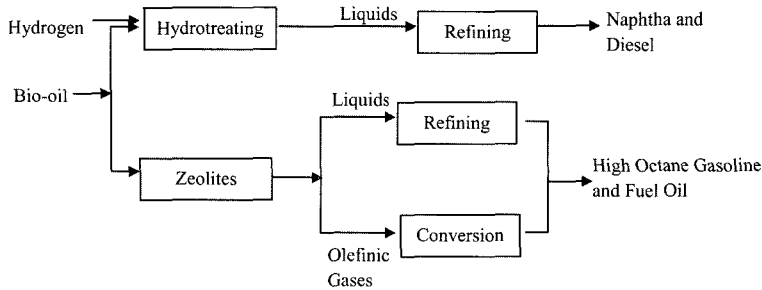 Hydrogen
Hydrotreating
Liquids
Refining
Naphtha and
Diesel
Bio-oil
Liquids
Refining
Zeolites
High Octane Gasoline
and Fuel Oil
Conversion
Olefinic
Gases